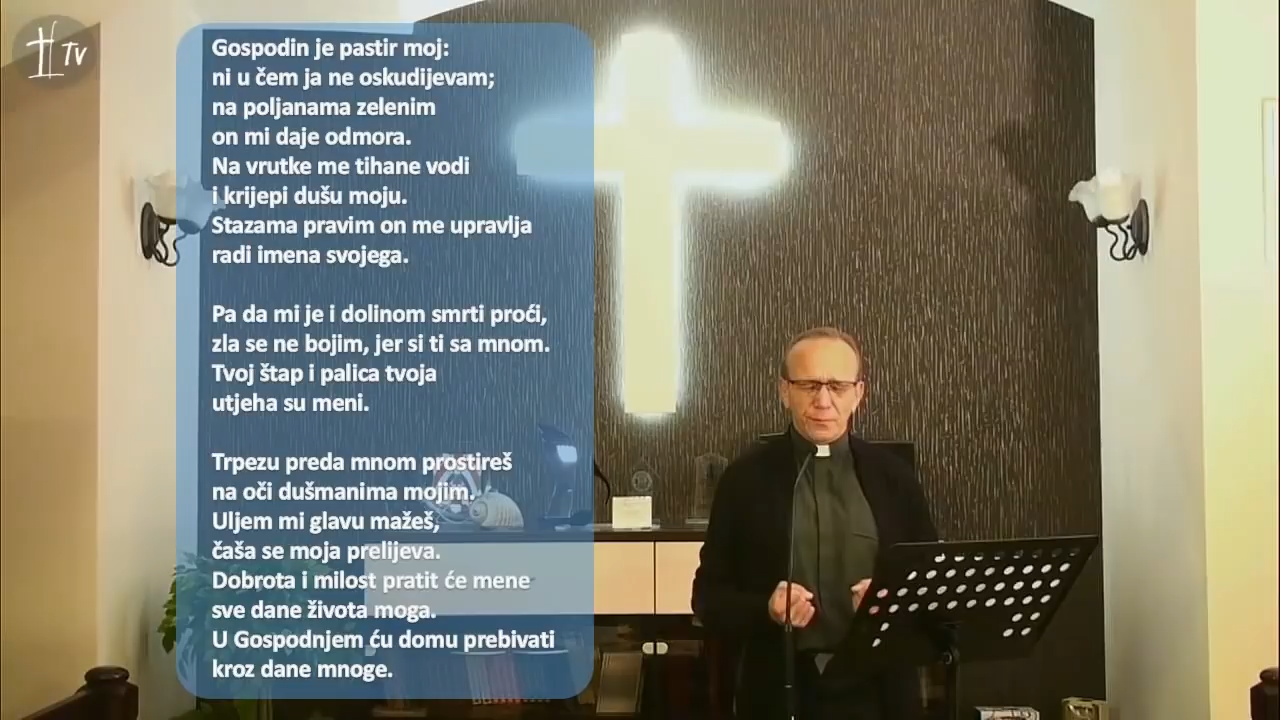 TV
Gospodin je pastir moj:
ni u čem ja ne oskudijevam;
na poljanama zelenim
on mi daje odmora.
Na vrutke me tihane vodi
i krijepi dušu moju.
Stazama pravim on me upravlja
radi imena svojega.
Pa da mi je i dolinom smrti proći,
zla se ne bojim, jer si ti sa mnom.
Tvoj štap i palica tvoja
utjeha su meni.
Trpezu preda mnom prostireš
na oči dušmanima mojim.
Uljem mi glavu mažeš,
čaša se moja prelijeva.
Dobrota i milost pratit će mene
sve dane života moga.
U Gospodnjem ću domu prebivati
kroz dane mnoge.